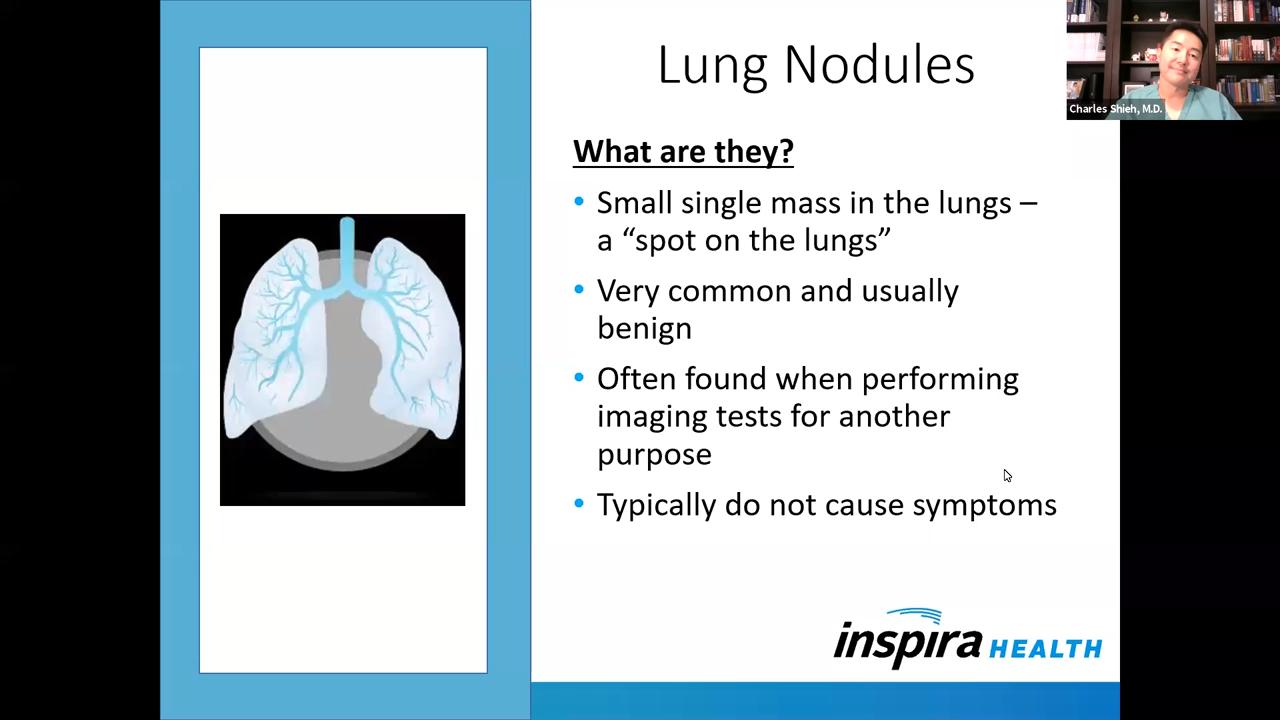 Lung Nodules
Charles Shieh, M.D.
What are they?
• Small single mass in the lungs –
a “spot on the lungs”
• Very common and usually
benign
• Often found when performing
imaging tests for another
purpose
• Typically do not cause symptoms
inspira HEALTH